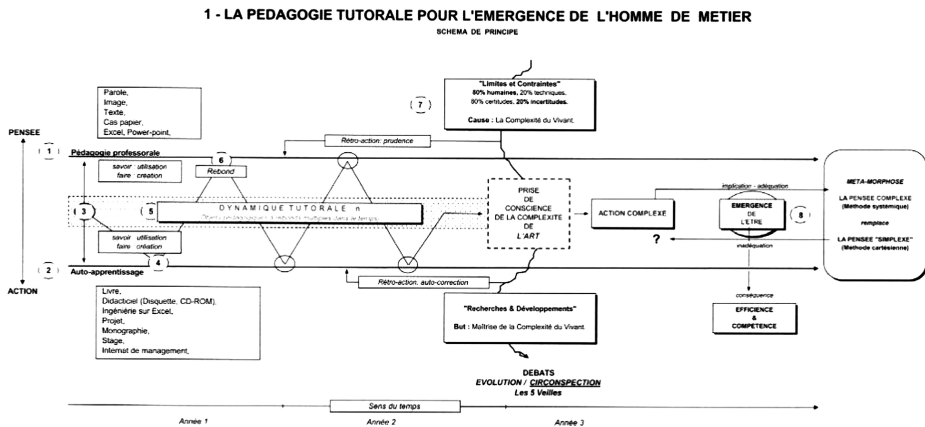 1 - LA PEDAGOGIE TUTORALE POUR L'EMERGENCE DE L'HOMME DE METIER
SCHEMA DE PRINCIPE
Parole,
Image,
Texte,
Cas papier,
Excel, Power-point,
7
"Limites et Contraintes"
80% humaines, 20% techniques.
80% certitudes, 20% incertitudes.
Cause : La Complexité du Vivant.
PENSEE
1
Pédagogie professorale
6
Rebond
Rétro-action: prudence
savoir : utilisation
faire : création
3
5
DYNAMIQUE TUTORALE n
savoir : utilisation
faire : création
4
2
Auto-apprentissage
ACTION
PRISE
DE
CONSCIENCE
DE LA COMPLEXITE
DE
L'ART
ACTION COMPLEXE
?
implication - adéquation
EMERGENCE
DE
L'ETRE
8
inadéquation
META-MORPHOSE
LA PENSEE COMPLEXE
(Méthode systémique)
remplace
LA PENSEE "SIMPLEXE"
(Méthode cartésienne)
Rétro-action: auto-correction
Livre,
Didacticiel (Disquette, CD-ROM),
Ingéniérie sur Excel,
Projet,
Monographie,
Stage,
Internat de management,
"Recherches & Développements"
But : Maîtrise de la Complexité du Vivant.
conséquence
EFFICIENCE
&
COMPETENCE
DEBATS
EVOLUTION / CIRCONSPECTION
Les 5 Veilles
Sens du temps
Année 1
Année 2
Année 3